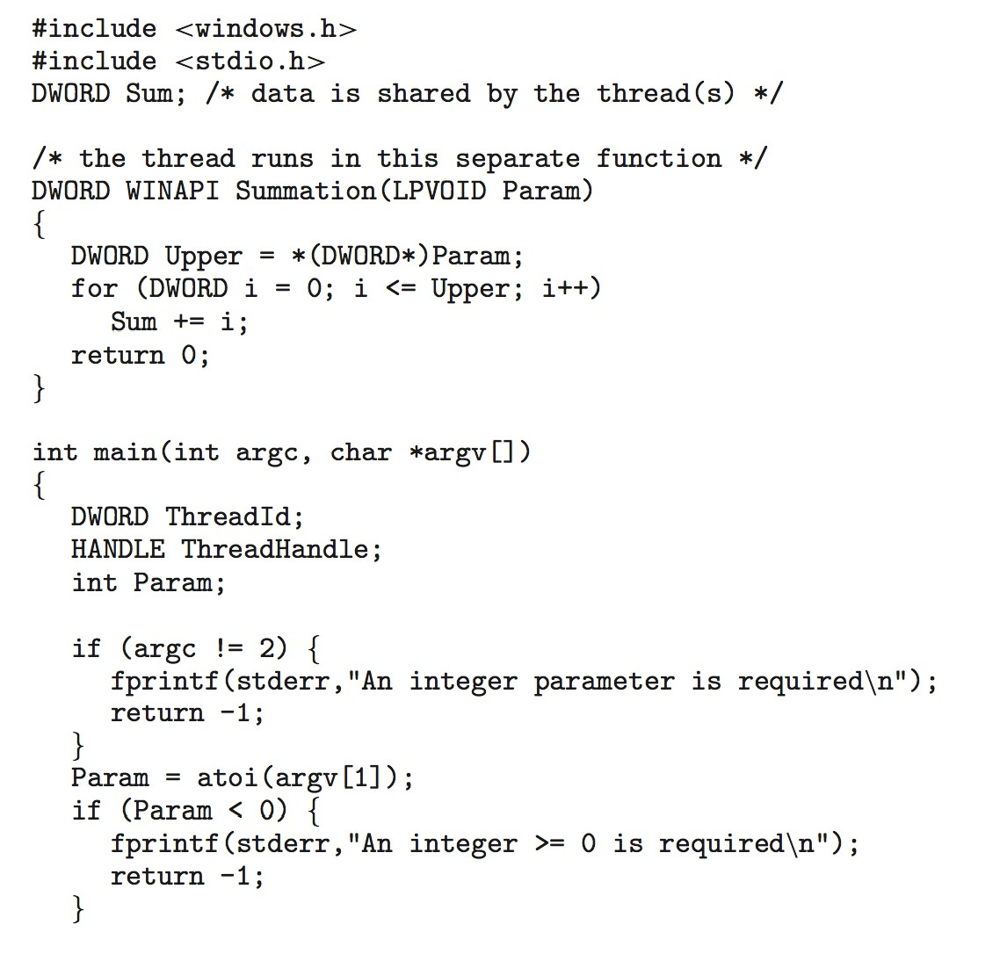 #include <windows.h>
#include <stdio.h>
DWORD Sum; /* data is shared by the thread(s) */
/* the thread runs in this separate function */
DWORD WINAPI Summation(LPVOID Param)
{
DWORD Upper = *(DWORD*)Param;
for (DWORD i = 0; i <= Upper; i++)
Sum += i;
return 0;
}
int main(int argc, char *argv[])
{
DWORD ThreadId;
HANDLE ThreadHandle;
int Param;
if (argc != 2) {
fprintf(stderr,"An integer parameter is required\n");
return -1;
}
Param = atoi(argv[1]);
if (Param < 0) {
fprintf(stderr,"An integer >= 0 is required\n");
return -1;
}